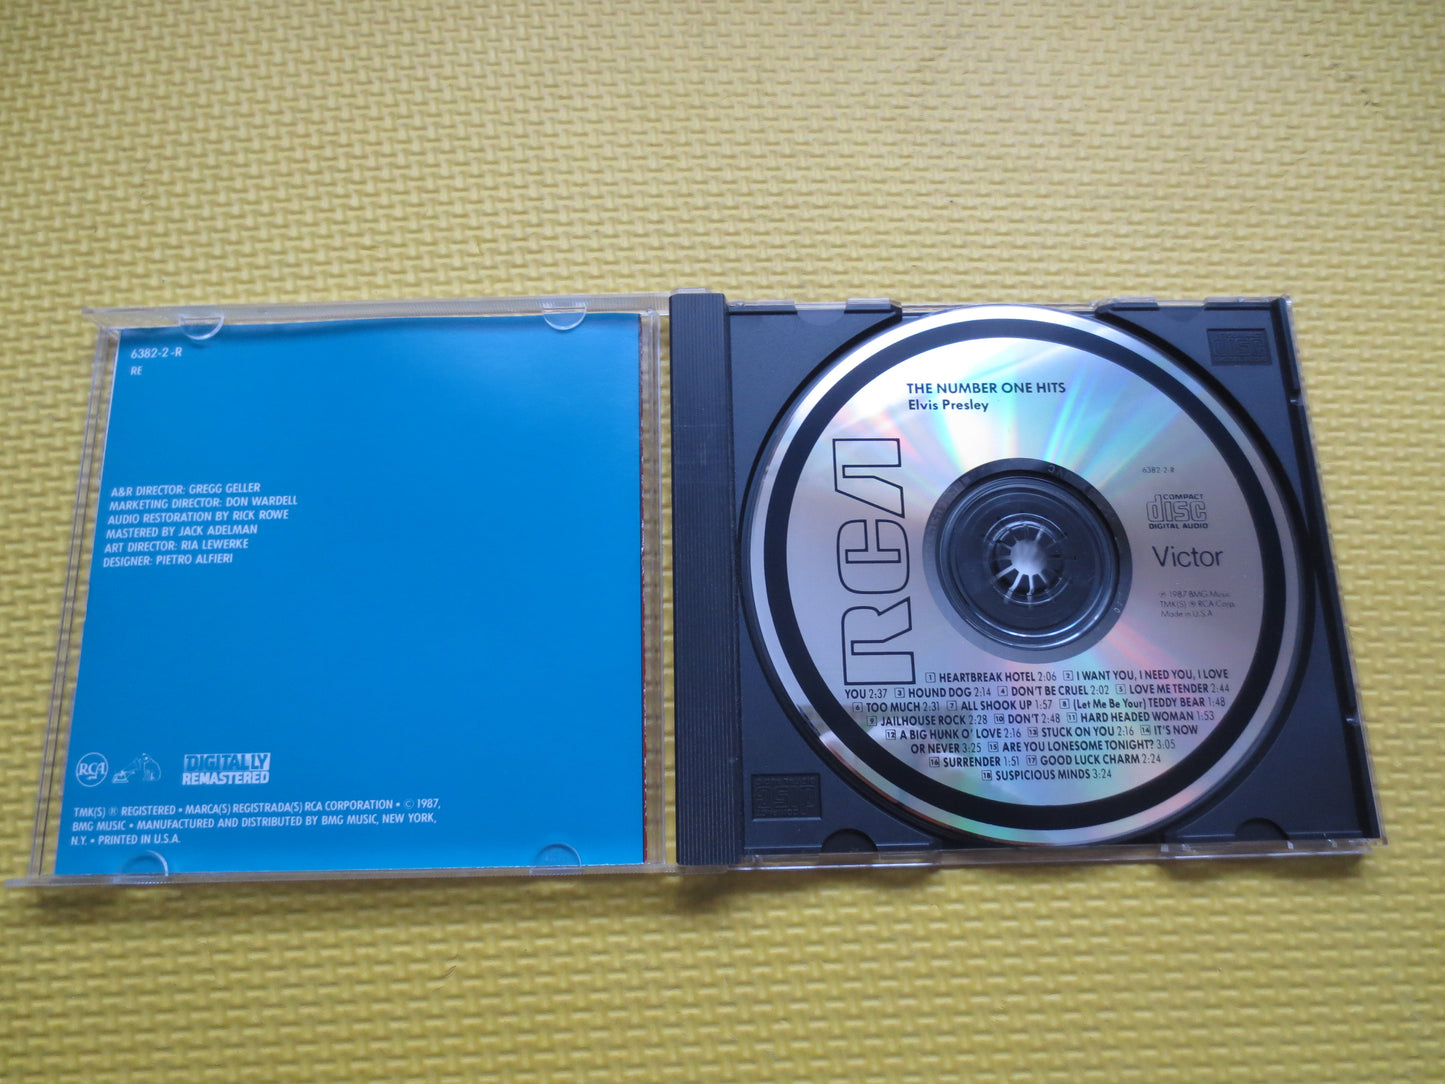 6382-2-R
RE
A&R DIRECTOR: GREGG GELLER
MARKETING DIRECTOR: DON WARDELL
AUDIO RESTORATION BY RICK ROWE
MASTERED BY JACK ADELMAN
ART DIRECTOR: RIA LEWERKE
DESIGNER: PIETRO ALFIERI
RCA
DIGITALLY
REMASTERED
TMK(S) ® REGISTERED • MARCA(S) REGISTRADA(S) RCA CORPORATION • © 1987,
BMG MUSIC • MANUFACTURED AND DISTRIBUTED BY BMG MUSIC, NEW YORK,
N.Y. • PRINTED IN U.S.A.
THE NUMBER ONE HITS
Elvis Presley
RCA
6382-2-R
COMPACT
disc
DIGITAL AUDIO
Victor
℗ 1987 BMG Music
TMK(S) ® RCA Corp.
Made in U.S.A
1 HEARTBREAK HOTEL 2:06 2 I WANT YOU, I NEED YOU, I LOVE
YOU 2:37 3 HOUND DOG 2:14 4 DON'T BE CRUEL 2:02 5 LOVE ME TENDER 2:44
6 TOO MUCH 2:31 7 ALL SHOOK UP 1:57 8 (Let Me Be Your) TEDDY BEAR 1:48
9 JAILHOUSE ROCK 2:28 10 DON'T 2:48 11 HARD HEADED WOMAN 1:53
12 A BIG HUNK O' LOVE 2:16 13 STUCK ON YOU 2:16 14 IT'S NOW
OR NEVER 3:25 15 ARE YOU LONESOME TONIGHT? 3:05
16 SURRENDER 1:51 17 GOOD LUCK CHARM 2:24
18 SUSPICIOUS MINDS 3:24